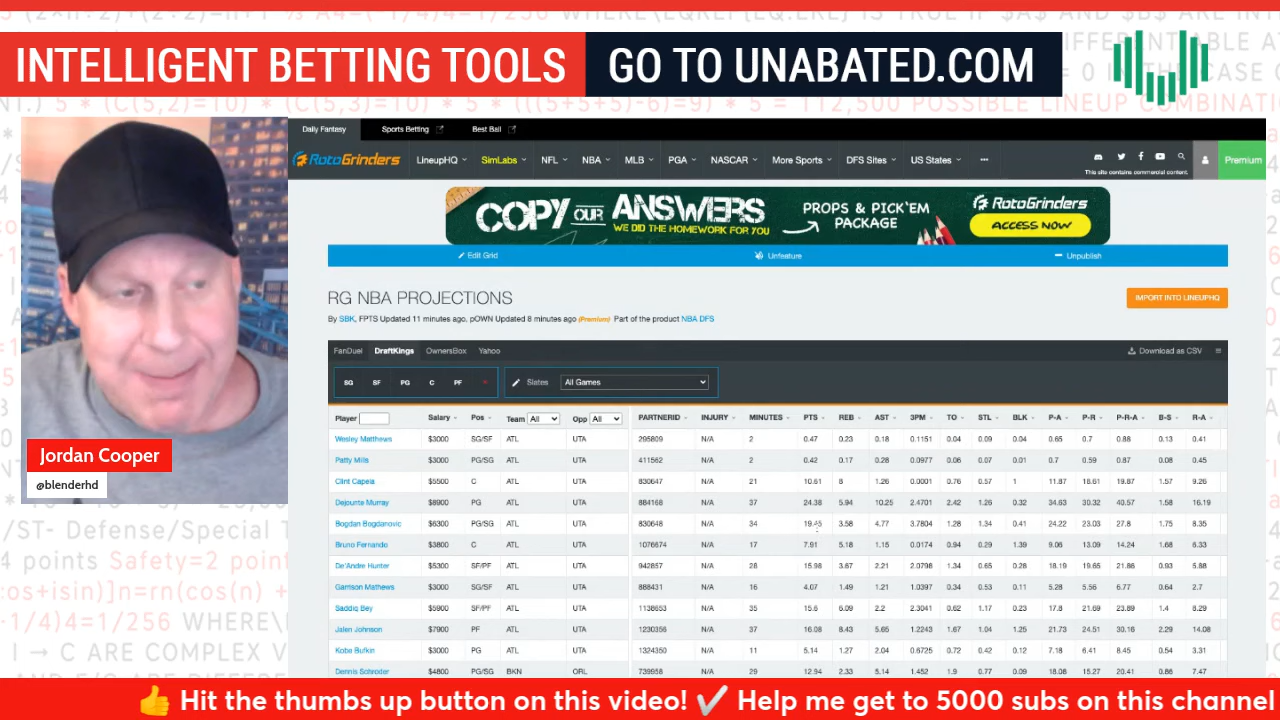 INTELLIGENT BETTING TOOLS GO TO UNABATED.COM
Daily Fantasy Sports Betting Best Ball
RotoGrinders LineupHQ SimLabs NFL NBA MLB PGA NASCAR More Sports DFS Sites US States Premium
This site contains commercial content.
COPY OUR ANSWERS WE DID THE HOMEWORK FOR YOU PROPS & PICK'EM PACKAGE RotoGrinders ACCESS NOW
Edit Grid Unfeature Unpublish
RG NBA PROJECTIONS IMPORT INTO LINEUPHQ
By SBK, FPTS Updated 11 minutes ago, pOWN Updated 8 minutes ago (Premium) Part of the product NBA DFS
FanDuel DraftKings OwnersBox Yahoo Download as CSV
SG SF PG C PF Slates All Games
Player Salary Pos Team All Opp All PARTNERID INJURY MINUTES PTS REB AST 3PM TO STL BLK P-A P-R P-R-A B-S R-A
Wesley Matthews $3000 SG/SF ATL UTA 295809 N/A 2 0.47 0.23 0.18 0.1151 0.04 0.09 0.04 0.65 0.7 0.88 0.13 0.41
Patty Mills $3000 PG/SG ATL UTA 411562 N/A 2 0.42 0.17 0.28 0.0977 0.06 0.07 0.01 0.7 0.59 0.87 0.08 0.45
Clint Capela $5500 C ATL UTA 830647 N/A 21 10.61 8 1.26 0.0001 0.76 0.57 1 11.87 18.61 19.87 1.57 9.26
Dejounte Murray $8900 PG ATL UTA 884168 N/A 37 24.38 5.94 10.25 2.4701 2.42 1.26 0.32 34.63 30.32 40.57 1.58 16.19
Bogdan Bogdanovic $6300 PG/SG ATL UTA 830648 N/A 34 19.45 3.58 4.77 3.7804 1.28 1.34 0.41 24.22 23.03 27.8 1.75 8.35
Bruno Fernando $3800 C ATL UTA 1076674 N/A 17 7.91 5.18 1.15 0.0174 0.94 0.29 1.39 9.06 13.09 14.24 1.68 6.33
De'Andre Hunter $5300 SF/PF ATL UTA 942857 N/A 28 15.98 3.67 2.21 2.0798 1.34 0.65 0.28 18.19 19.65 21.86 0.93 5.88
Garrison Mathews $3000 SG/SF ATL UTA 888431 N/A 16 4.07 1.49 1.21 1.0397 0.34 0.53 0.11 5.28 5.56 6.77 0.64 2.7
Saddiq Bey $5900 SF/PF ATL UTA 1138653 N/A 35 15.6 6.09 2.2 2.3041 0.62 1.17 0.23 17.8 21.69 23.89 1.4 8.29
Jalen Johnson $7900 PF ATL UTA 1230356 N/A 37 16.08 8.43 5.65 1.2243 1.67 1.04 1.25 21.73 24.51 30.16 2.29 14.08
Kobe Bufkin $3000 PG ATL UTA 1324350 N/A 11 5.14 1.27 2.04 0.6725 0.72 0.42 0.12 7.18 6.41 8.45 0.54 3.31
Dennis Schroder $4800 PG/SG BKN ORL 739958 N/A 29 12.94 2.33 5.14 1.452 1.9 0.77 0.09 18.08 15.27 20.41 0.86 7.47
Jordan Cooper
@blenderhd
👍 Hit the thumbs up button on this video! ✔️ Help me get to 5000 subs on this channel